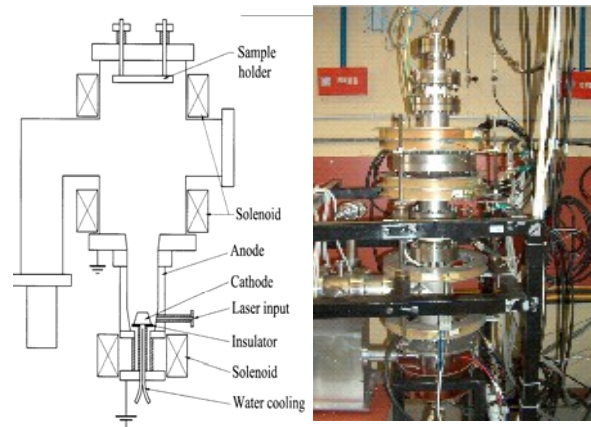 Sample
holder
Solenoid
Anode
Cathode
Laser input
Insulator
Solenoid
Water cooling